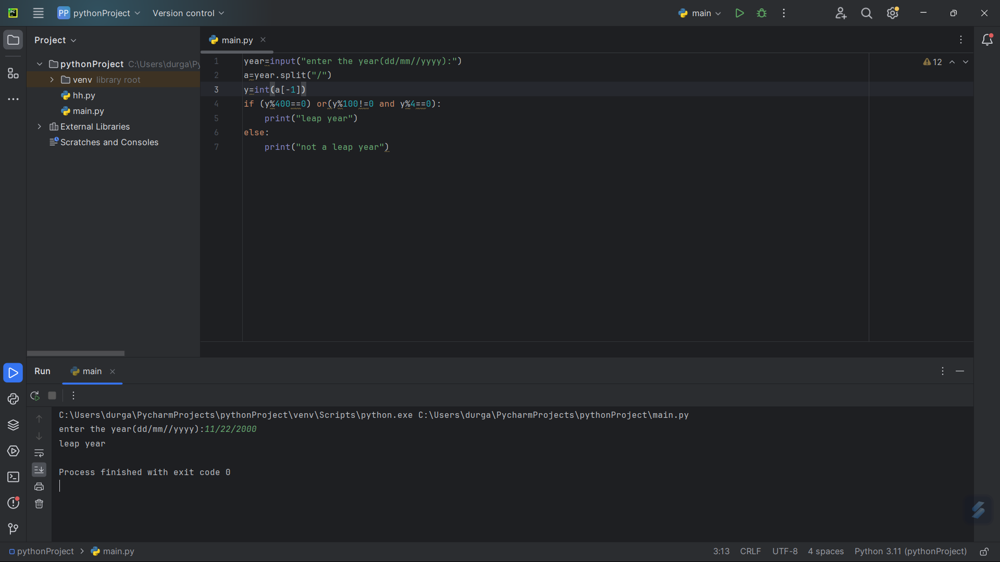 PC
PP pythonProject Version control main
Project main.py
pythonProject C:\Users\durga\Py
venv library root
hh.py
main.py
External Libraries
Scratches and Consoles
12
1 year=input("enter the year(dd/mm//yyyy):")
2 a=year.split("/")
3 y=int(a[-1])
4 if (y%400==0) or(y%100!=0 and y%4==0):
5 print("leap year")
6 else:
7 print("not a leap year")
Run main
C:\Users\durga\PycharmProjects\pythonProject\venv\Scripts\python.exe C:\Users\durga\PycharmProjects\pythonProject\main.py
enter the year(dd/mm//yyyy):11/22/2000
leap year
Process finished with exit code 0
pythonProject main.py 3:13 CRLF UTF-8 4 spaces Python 3.11 (pythonProject)